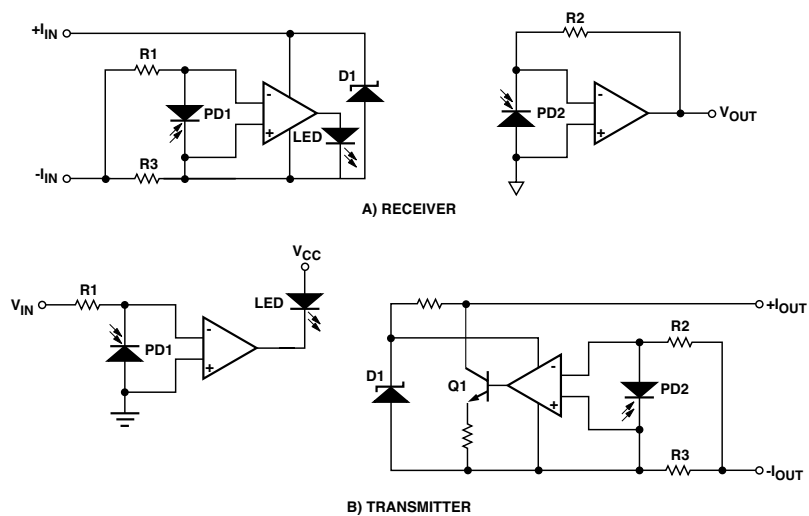 +I_IN
R1
PD1
-
+
D1
LED
R3
-I_IN
R2
PD2
-
+
V_OUT
A) RECEIVER
V_IN
R1
PD1
-
+
V_CC
LED
D1
Q1
-
+
+I_OUT
R2
PD2
R3
-I_OUT
B) TRANSMITTER